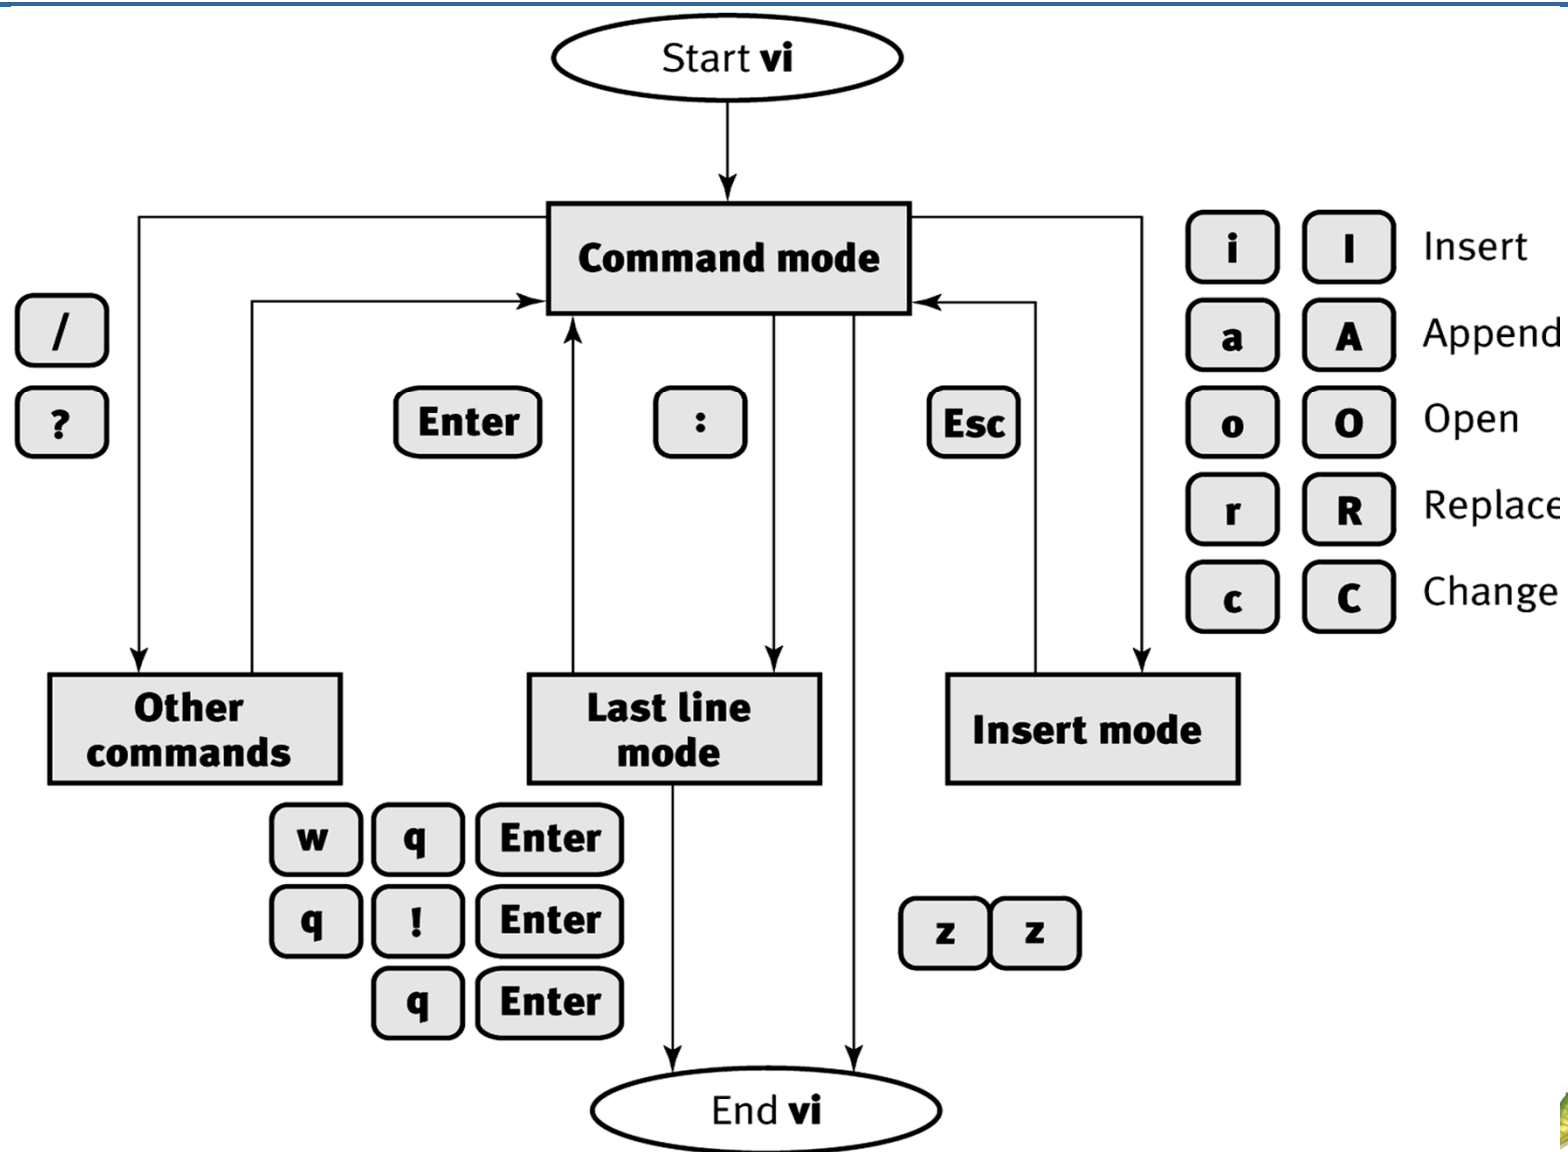 Start vi
Command mode
i I Insert
/
a A Append
?
Enter
:
Esc
o O Open
r R Replace
c C Change
Other
commands
Last line
mode
Insert mode
w q Enter
q ! Enter
z z
q Enter
End vi